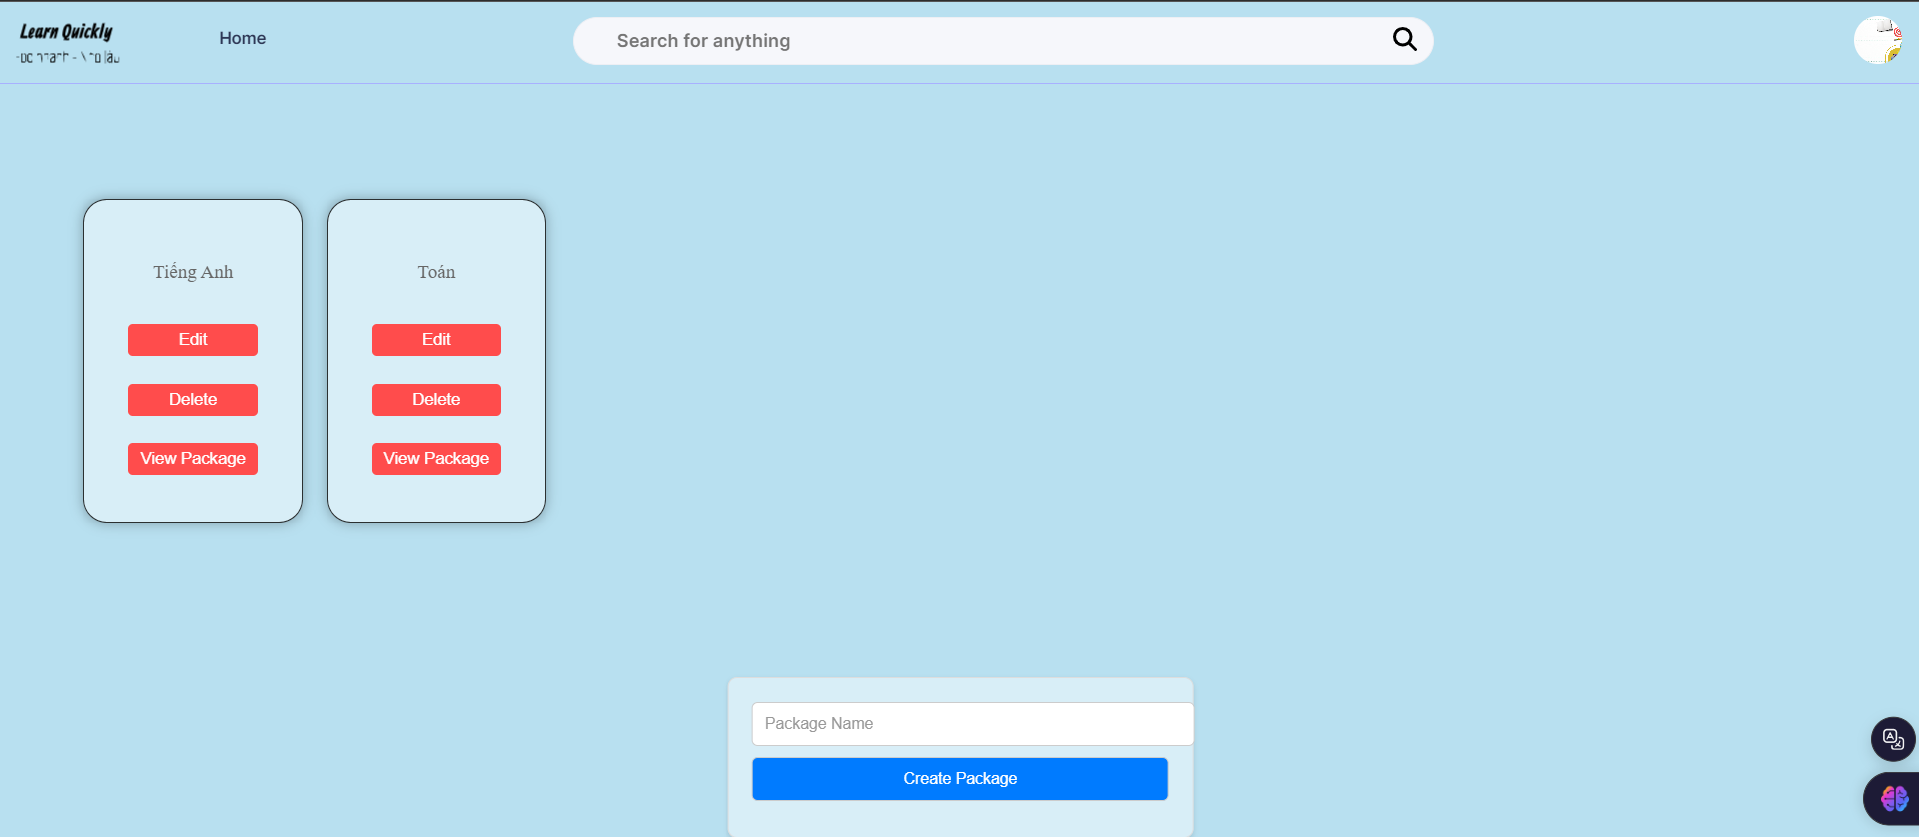 Learn Quickly
Home
Search for anything
Tiếng Anh
Edit
Delete
View Package
Toán
Edit
Delete
View Package
Package Name
Create Package